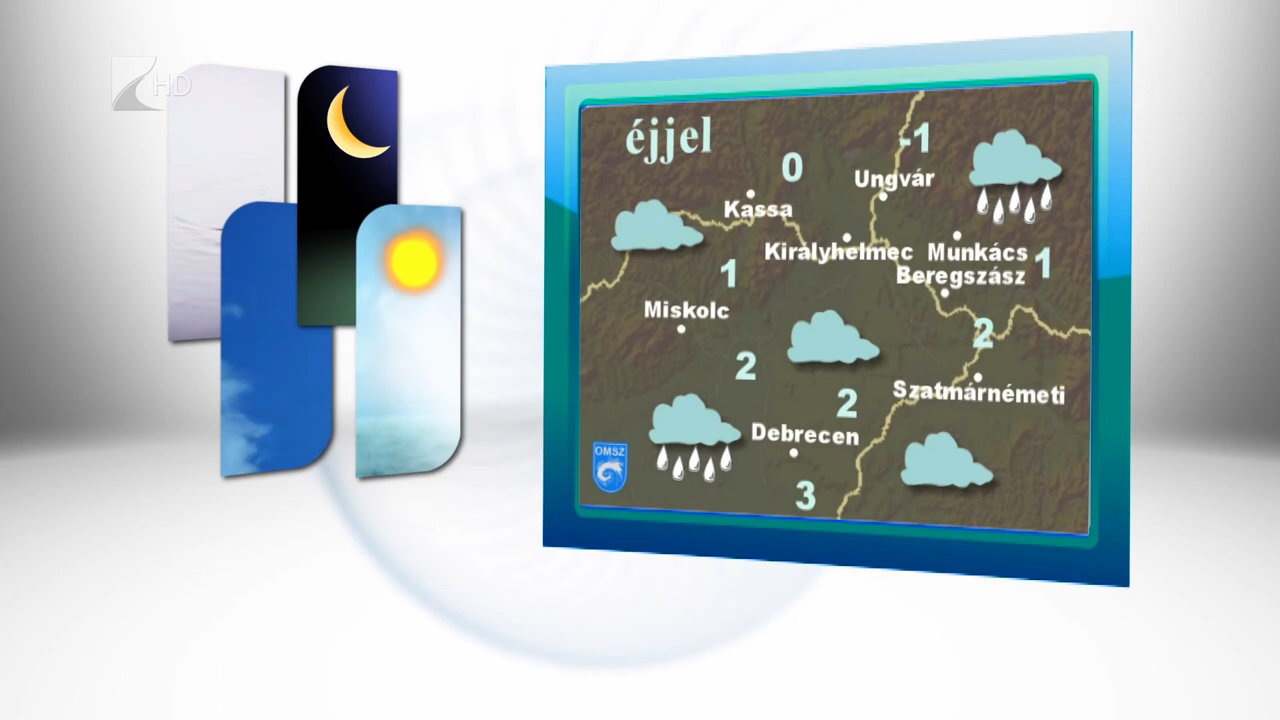 HD
éjjel
-1
0
Ungvár
Kassa
Királyhelmec
Munkács
1
Beregszász
1
Miskolc
2
2
Szatmárnémeti
2
Debrecen
OMSZ
3